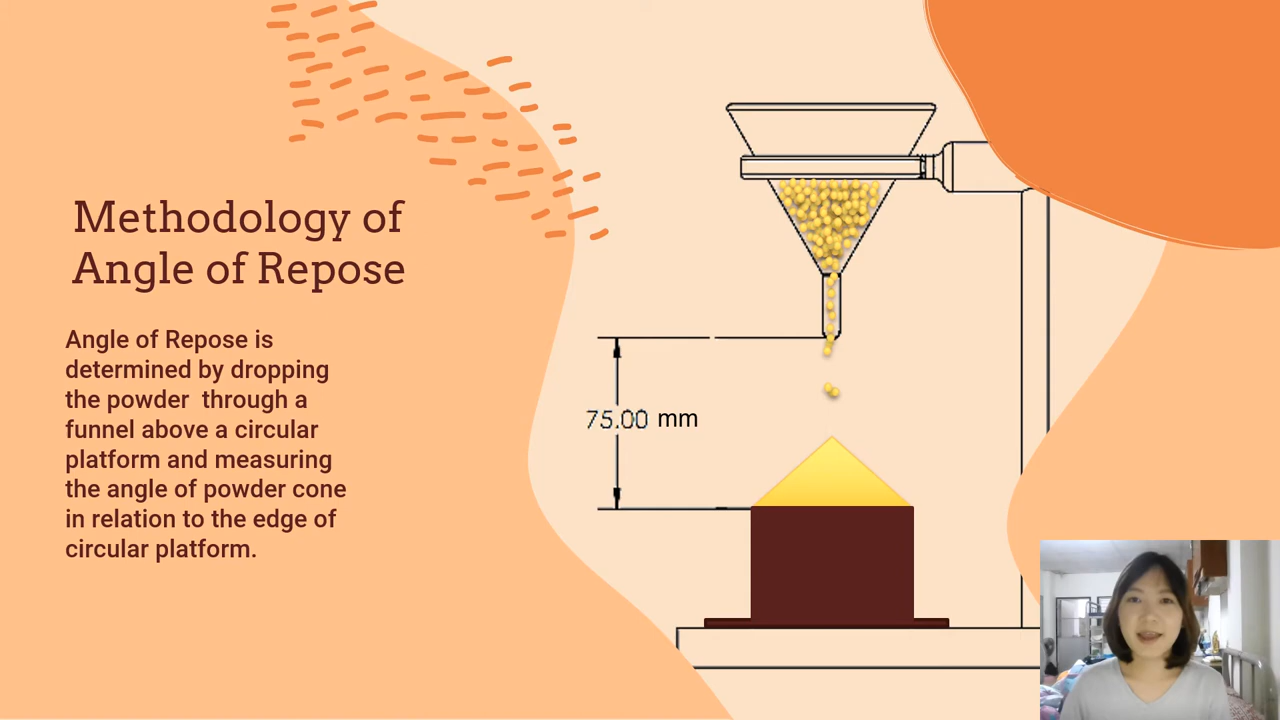 Methodology of
Angle of Repose
Angle of Repose is
determined by dropping
the powder  through a
funnel above a circular
platform and measuring
the angle of powder cone
in relation to the edge of
circular platform.
75.00 mm